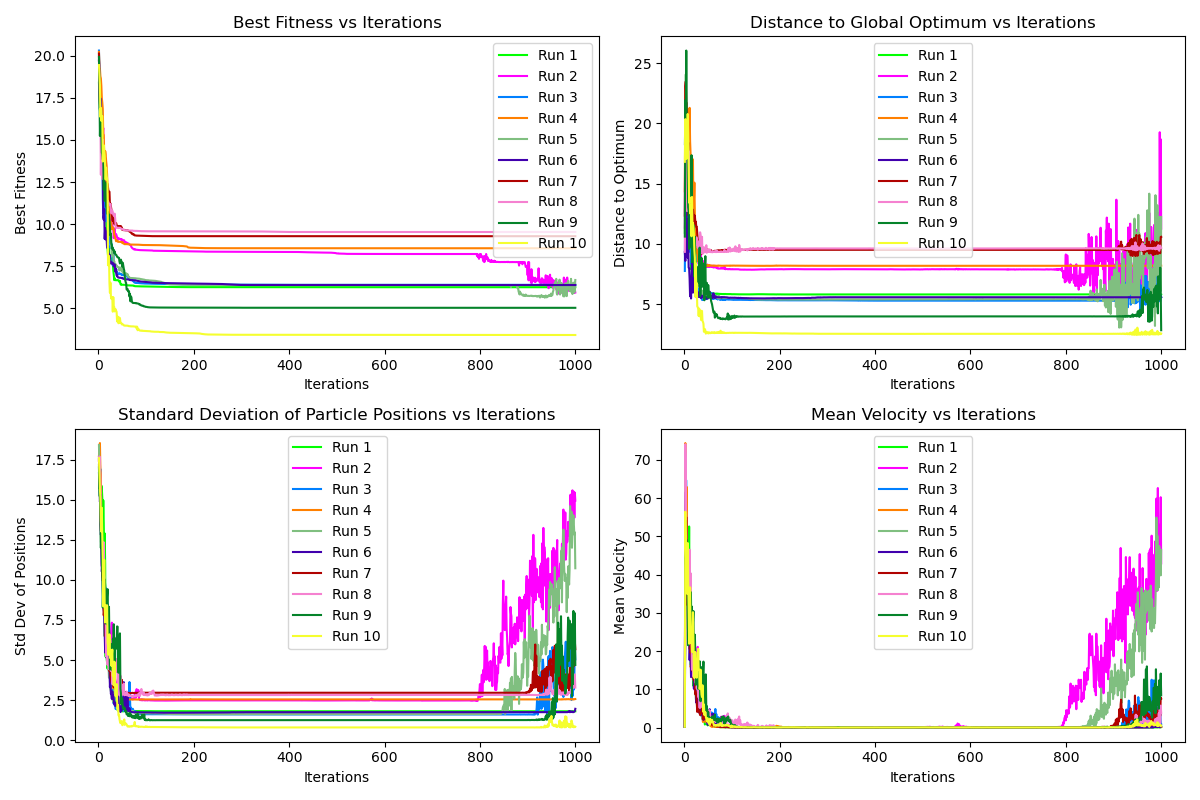 Best Fitness vs Iterations
Best Fitness
20.0
17.5
15.0
12.5
10.0
7.5
5.0
0
200
400
600
800
1000
Iterations
Run 1
Run 2
Run 3
Run 4
Run 5
Run 6
Run 7
Run 8
Run 9
Run 10
Distance to Global Optimum vs Iterations
Distance to Optimum
25
20
15
10
5
0
200
400
600
800
1000
Iterations
Run 1
Run 2
Run 3
Run 4
Run 5
Run 6
Run 7
Run 8
Run 9
Run 10
Standard Deviation of Particle Positions vs Iterations
Std Dev of Positions
17.5
15.0
12.5
10.0
7.5
5.0
2.5
0.0
0
200
400
600
800
1000
Iterations
Run 1
Run 2
Run 3
Run 4
Run 5
Run 6
Run 7
Run 8
Run 9
Run 10
Mean Velocity vs Iterations
Mean Velocity
70
60
50
40
30
20
10
0
0
200
400
600
800
1000
Iterations
Run 1
Run 2
Run 3
Run 4
Run 5
Run 6
Run 7
Run 8
Run 9
Run 10